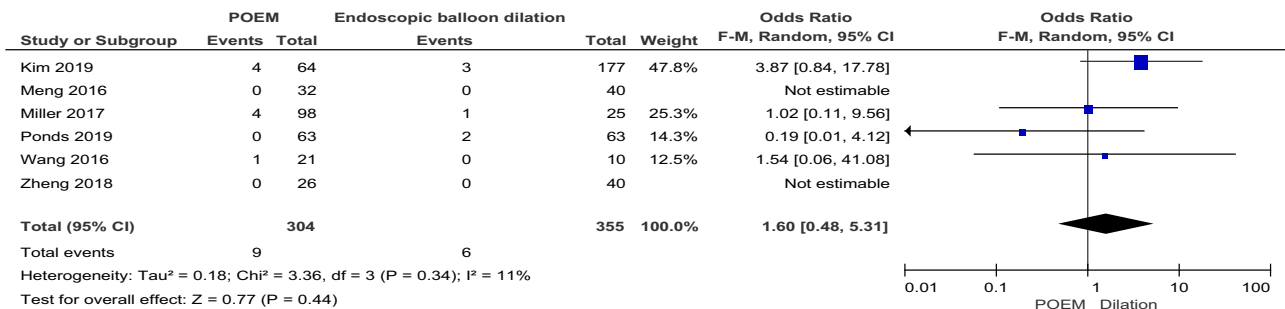 POEM Endoscopic balloon dilation Odds Ratio Odds Ratio
Study or Subgroup Events Total Events Total Weight F-M, Random, 95% CI F-M, Random, 95% CI
Kim 2019 4 64 3 177 47.8% 3.87 [0.84, 17.78]
Meng 2016 0 32 0 40 Not estimable
Miller 2017 4 98 1 25 25.3% 1.02 [0.11, 9.56]
Ponds 2019 0 63 2 63 14.3% 0.19 [0.01, 4.12]
Wang 2016 1 21 0 10 12.5% 1.54 [0.06, 41.08]
Zheng 2018 0 26 0 40 Not estimable
Total (95% CI) 304 355 100.0% 1.60 [0.48, 5.31]
Total events 9 6
Heterogeneity: Tau² = 0.18; Chi² = 3.36, df = 3 (P = 0.34); I² = 11%
Test for overall effect: Z = 0.77 (P = 0.44)
0.01 0.1 1 10 100
POEM Dilation